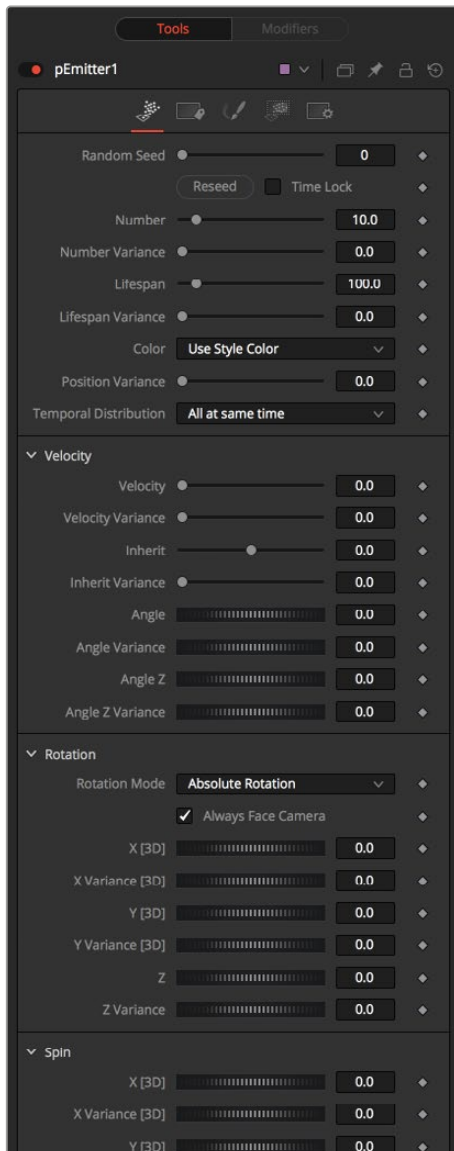 Tools Modifiers
pEmitter1
Random Seed 0
Reseed Time Lock
Number 10.0
Number Variance 0.0
Lifespan 100.0
Lifespan Variance 0.0
Color Use Style Color
Position Variance 0.0
Temporal Distribution All at same time
Velocity
Velocity 0.0
Velocity Variance 0.0
Inherit 0.0
Inherit Variance 0.0
Angle 0.0
Angle Variance 0.0
Angle Z 0.0
Angle Z Variance 0.0
Rotation
Rotation Mode Absolute Rotation
Always Face Camera
X [3D] 0.0
X Variance [3D] 0.0
Y [3D] 0.0
Y Variance [3D] 0.0
Z 0.0
Z Variance 0.0
Spin
X [3D] 0.0
X Variance [3D] 0.0
Y [3D] 0.0